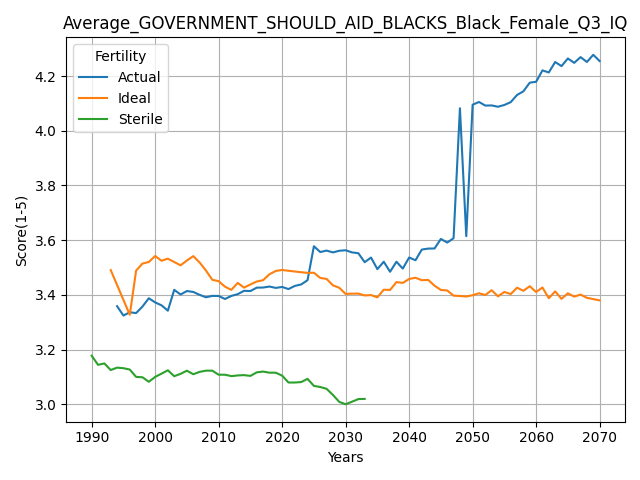 Average_GOVERNMENT_SHOULD_AID_BLACKS_Black_Female_Q3_IQ
Fertility
Actual
Ideal
Sterile
Score(1-5)
4.2
4.0
3.8
3.6
3.4
3.2
3.0
1990 2000 2010 2020 2030 2040 2050 2060 2070
Years